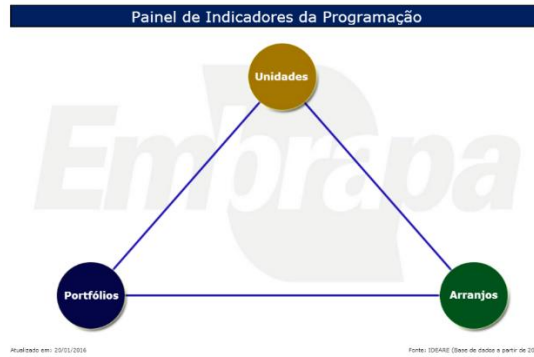 Painel de Indicadores da Programação
Unidades
Embrapa
Portfólios
Arranjos
Atualizado em: 20/01/2016
Fonte: IDEARE (Base de dados a partir de